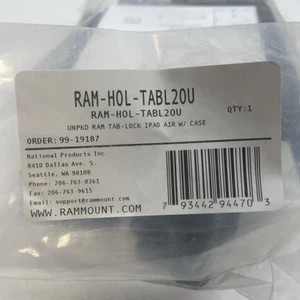 RAM-HOL-TABL20U
RAM-HOL-TABL20U
QTY:1
UNPKD RAM TAB-LOCK IPAD AIR W/ CASE
ORDER: 99-19187
National Products Inc.
8410 Dallas Ave. S.
Seattle, WA 98108
Phone: 206-763-8361
Fax: 206-763-9615
Email: support@rammount.com
WWW.RAMMOUNT.COM
7 93442 94470 3